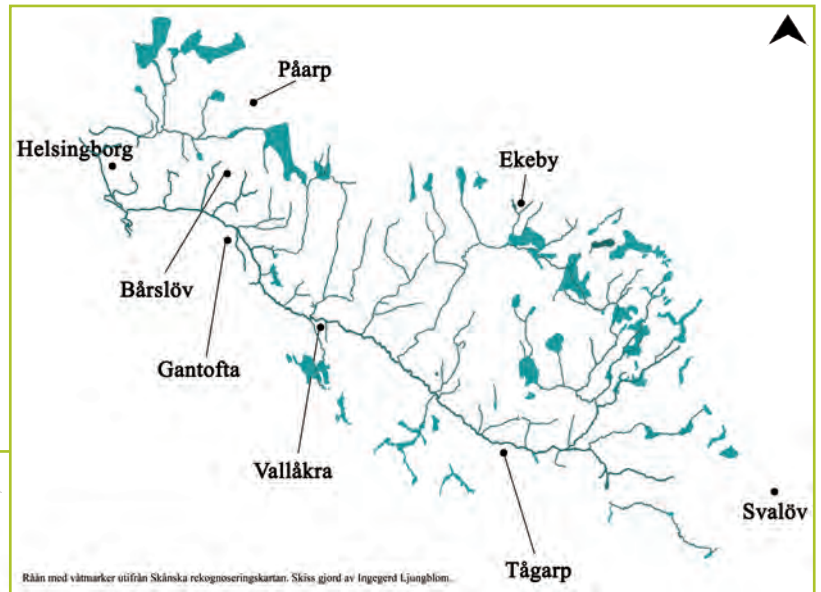 Påarp
Helsingborg
Ekeby
Bårslöv
Gantofta
Vallåkra
Svalöv
Tågarp
Råån med våtmarker utifrån Skånska rekognoseringskartan. Skiss gjord av Ingegerd Ljungblom.